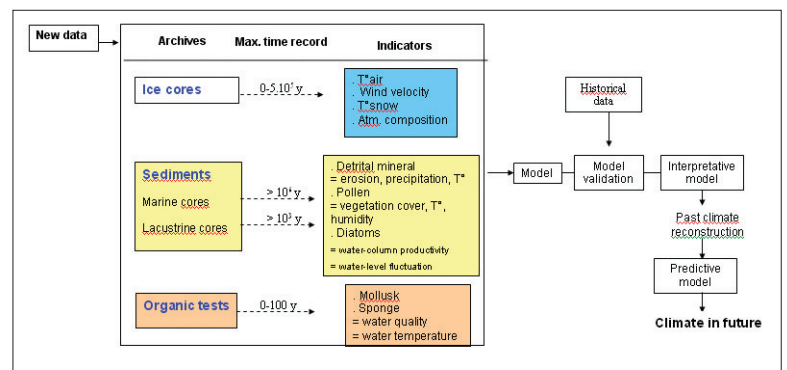 New data
Archives Max. time record Indicators
Ice cores
0-5.10⁵ y
. T°air
. Wind velocity
. T°snow
. Atm. composition
Sediments
Marine cores
Lacustrine cores
> 10⁶ y
> 10³ y
. Detrital mineral
= erosion, precipitation, T°
. Pollen
= vegetation cover, T°,
humidity
. Diatoms
= water-column productivity
= water-level fluctuation
Organic tests
0-100 y
. Mollusk
. Sponge
= water quality
= water temperature
Historical
data
Model
Model
validation
Interpretative
model
Past climate
reconstruction
Predictive
model
Climate in future